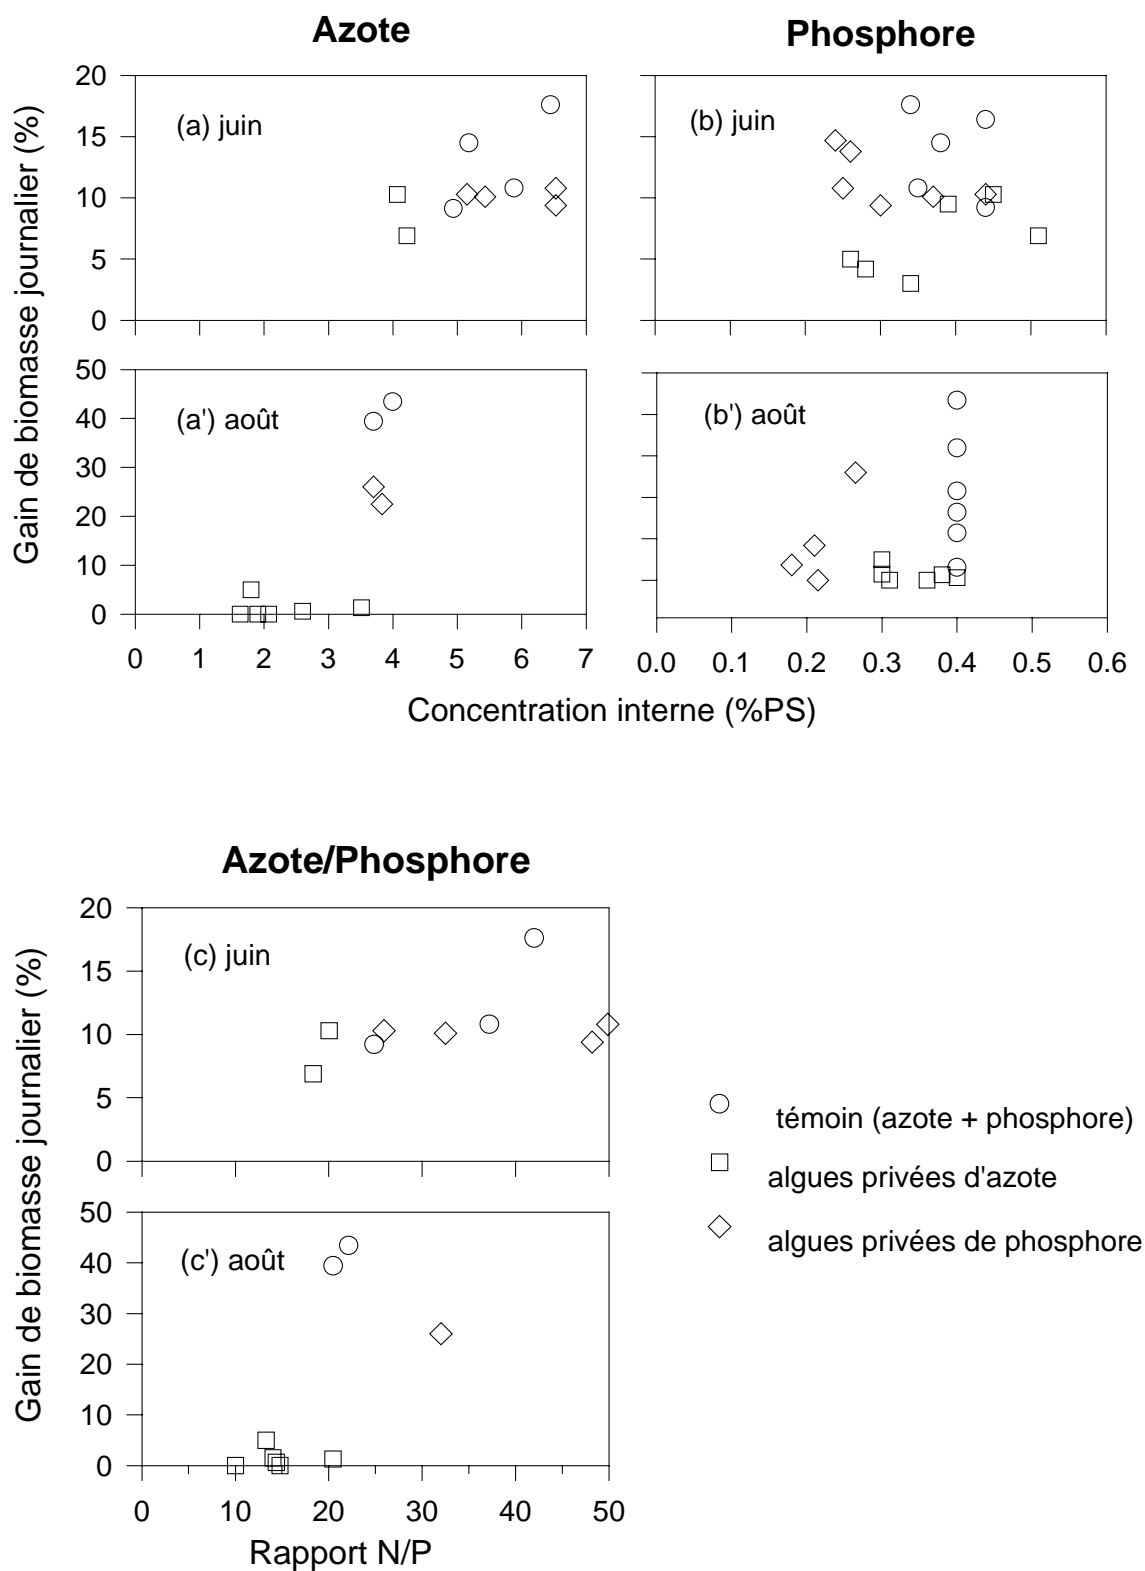 Azote
Phosphore
Gain de biomasse journalier (%)
20
15
10
5
0
(a) juin
(b) juin
50
40
30
20
10
0
(a') août
(b') août
0 1 2 3 4 5 6 7
0.0 0.1 0.2 0.3 0.4 0.5 0.6
Concentration interne (%PS)
Azote/Phosphore
Gain de biomasse journalier (%)
20
15
10
5
0
(c) juin
50
40
30
20
10
0
(c') août
0 10 20 30 40 50
Rapport N/P
témoin (azote + phosphore)
algues privées d'azote
algues privées de phosphore